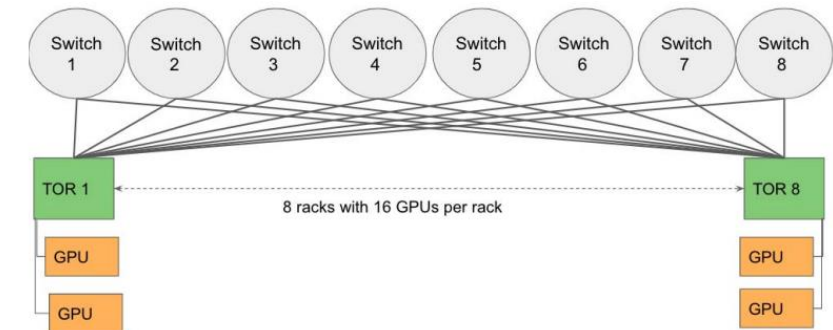 Switch
1
Switch
2
Switch
3
Switch
4
Switch
5
Switch
6
Switch
7
Switch
8
TOR 1
TOR 8
8 racks with 16 GPUs per rack
GPU
GPU
GPU
GPU